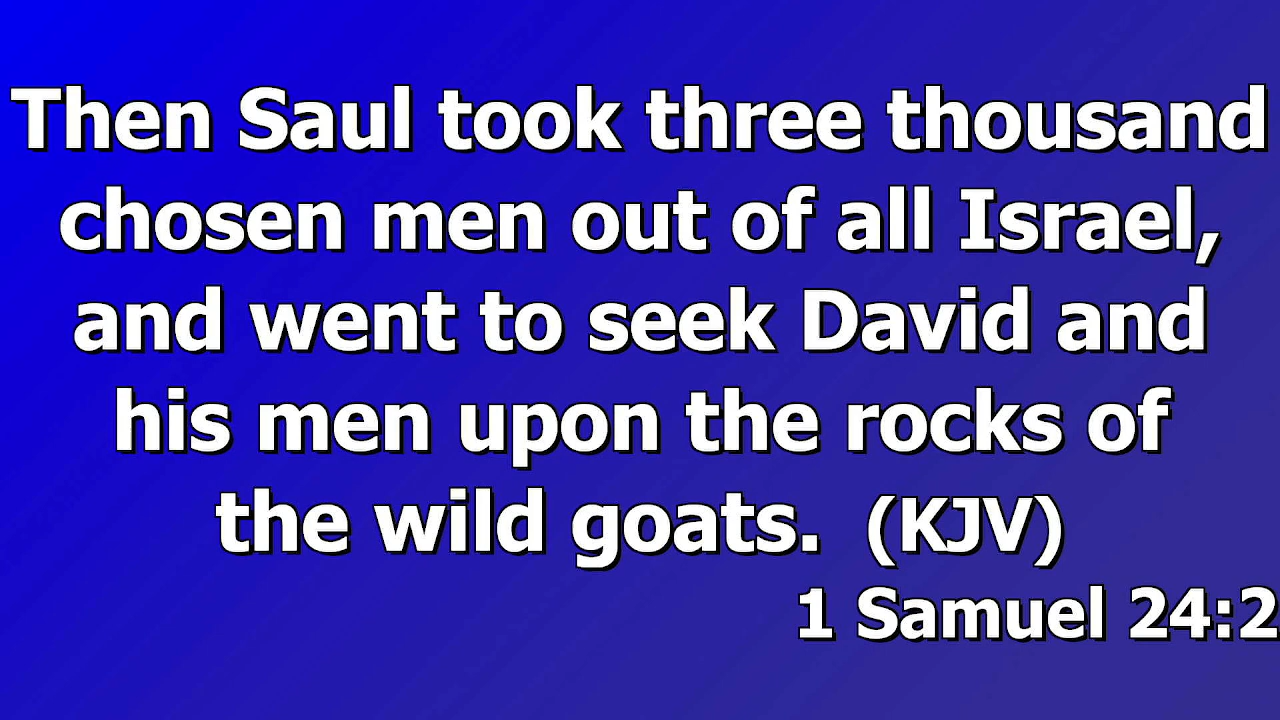 Then Saul took three thousand
chosen men out of all Israel,
and went to seek David and
his men upon the rocks of
the wild goats.  (KJV)
1 Samuel 24:2